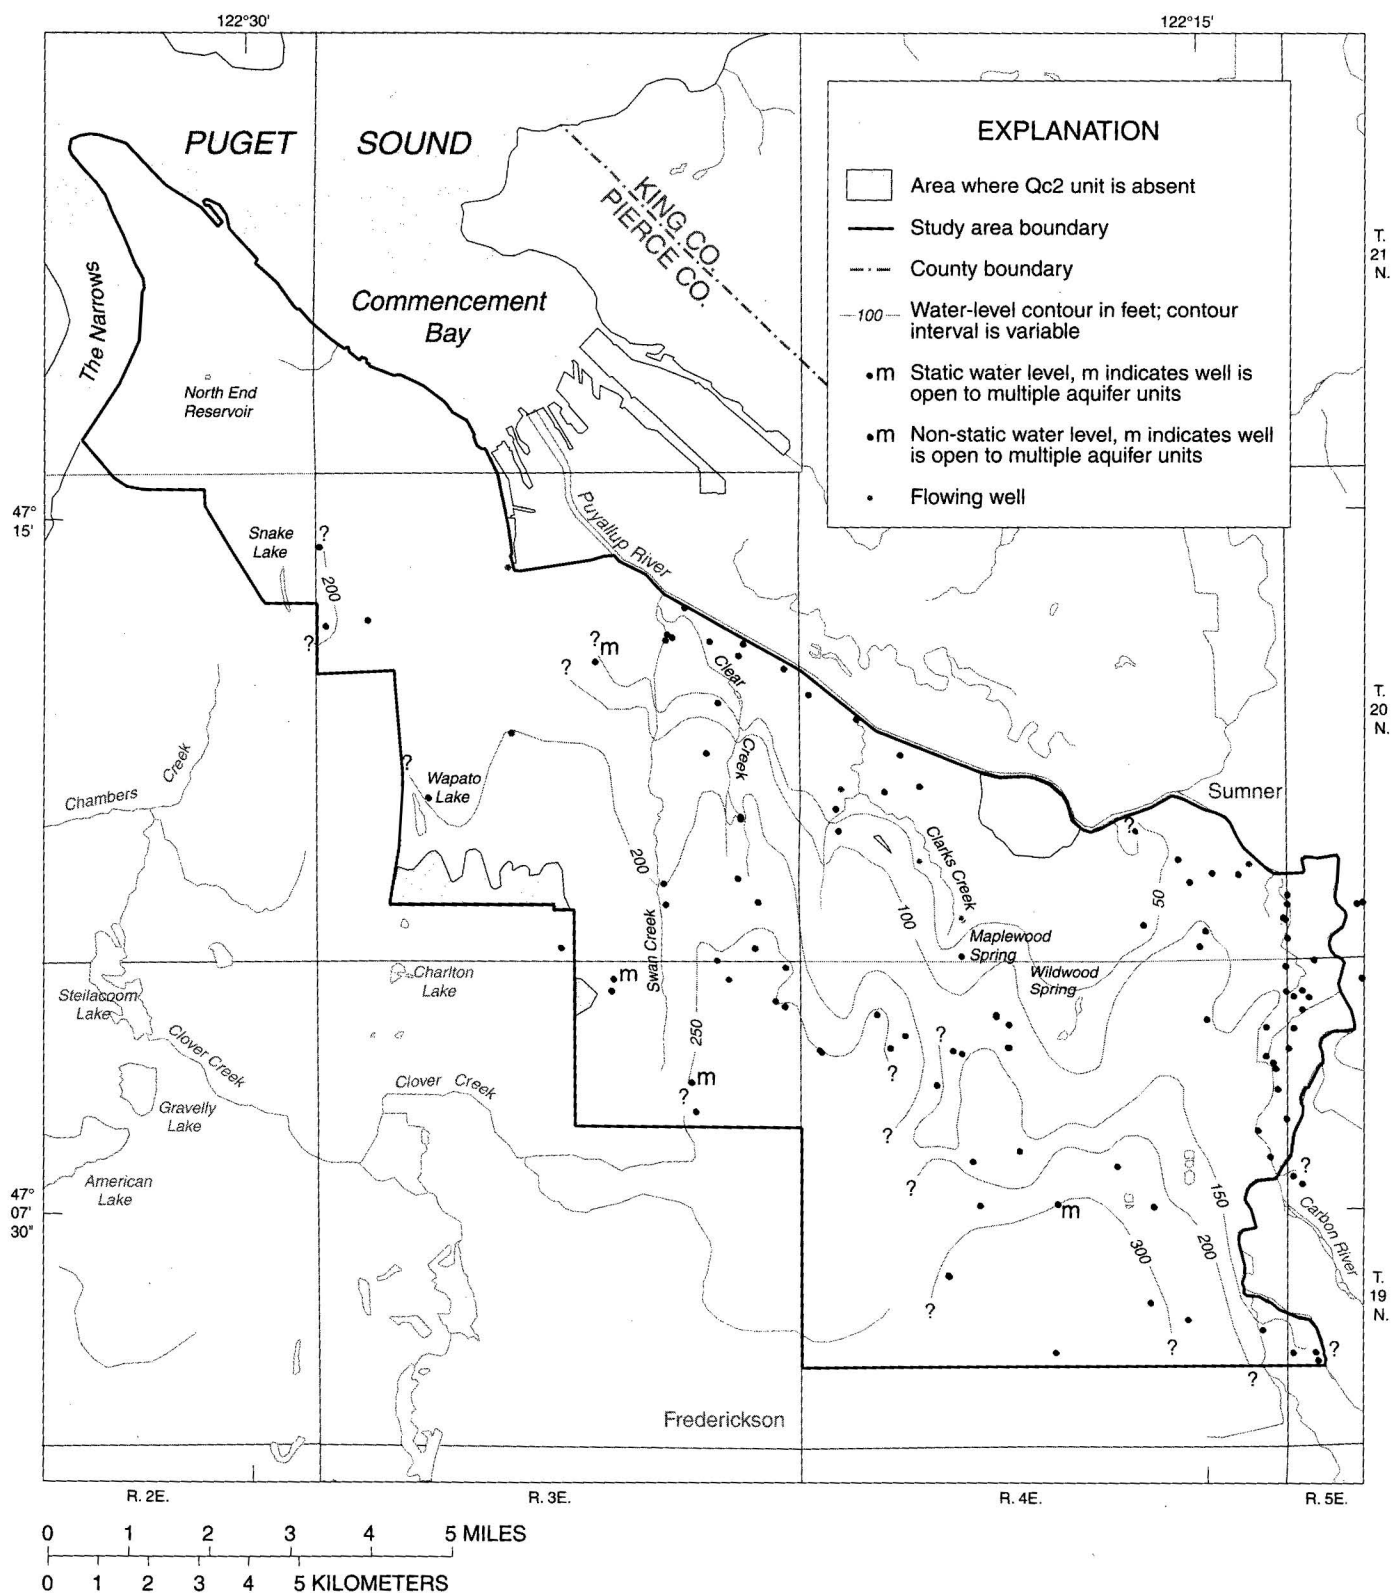 122°30'
122°15'
PUGET SOUND
EXPLANATION
Area where Qc2 unit is absent
Study area boundary
County boundary
100 Water-level contour in feet; contour
interval is variable
m Static water level, m indicates well is
open to multiple aquifer units
m Non-static water level, m indicates well
is open to multiple aquifer units
Flowing well
KING CO.
PIERCE CO.
T.
21
N.
The Narrows
Commencement
Bay
North End
Reservoir
47°
15'
Puyallup River
Snake
Lake
?
200
?
? m
?
Clear
Creek
T.
20
N.
Chambers Creek
?
Wapato
Lake
Sumner
?
200
Clarks Creek
100
50
Swan Creek
Maplewood
Spring
Wildwood
Spring
m
Charlton
Lake
Steilacoom
Lake
Clover Creek
250
?
?
m
?
Clover Creek
Gravelly
Lake
?
American
Lake
47°
07'
30"
?
?
150
m
Carbon River
200
300
?
T.
19
N.
?
?
?
Frederickson
R. 2E.
R. 3E.
R. 4E.
R. 5E.
0 1 2 3 4 5 MILES
0 1 2 3 4 5 KILOMETERS